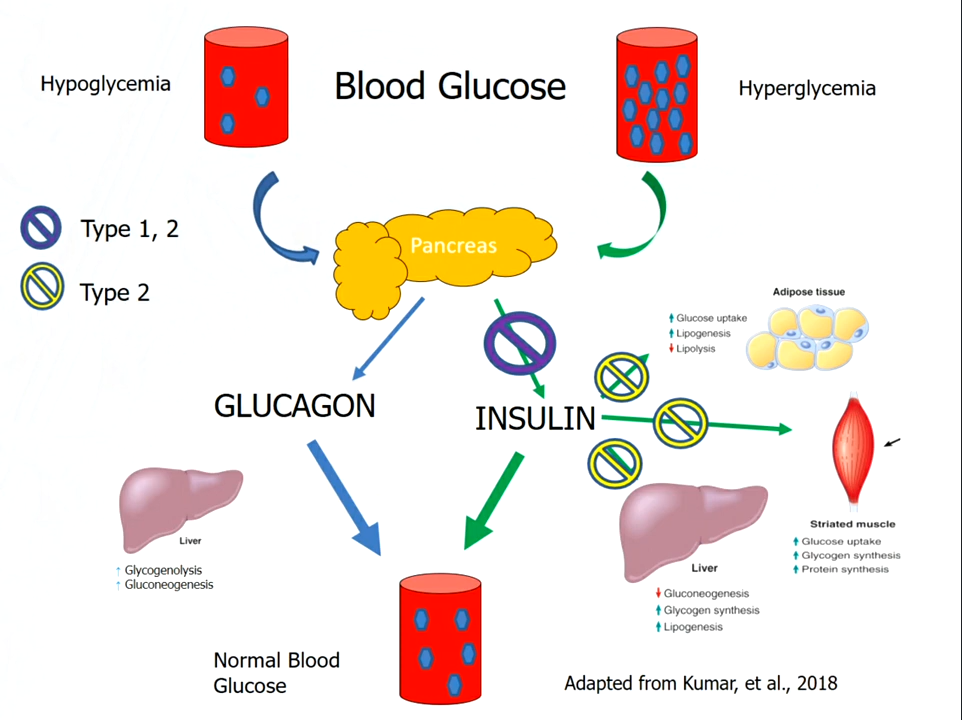 Hypoglycemia
Blood Glucose
Hyperglycemia
Type 1, 2
Type 2
Pancreas
Adipose tissue
↑ Glucose uptake
↑ Lipogenesis
↓ Lipolysis
GLUCAGON
INSULIN
Striated muscle
↑ Glucose uptake
↑ Glycogen synthesis
↑ Protein synthesis
Liver
↑ Glycogenolysis
↑ Gluconeogenesis
Liver
↓ Gluconeogenesis
↑ Glycogen synthesis
↑ Lipogenesis
Normal Blood
Glucose
Adapted from Kumar, et al., 2018